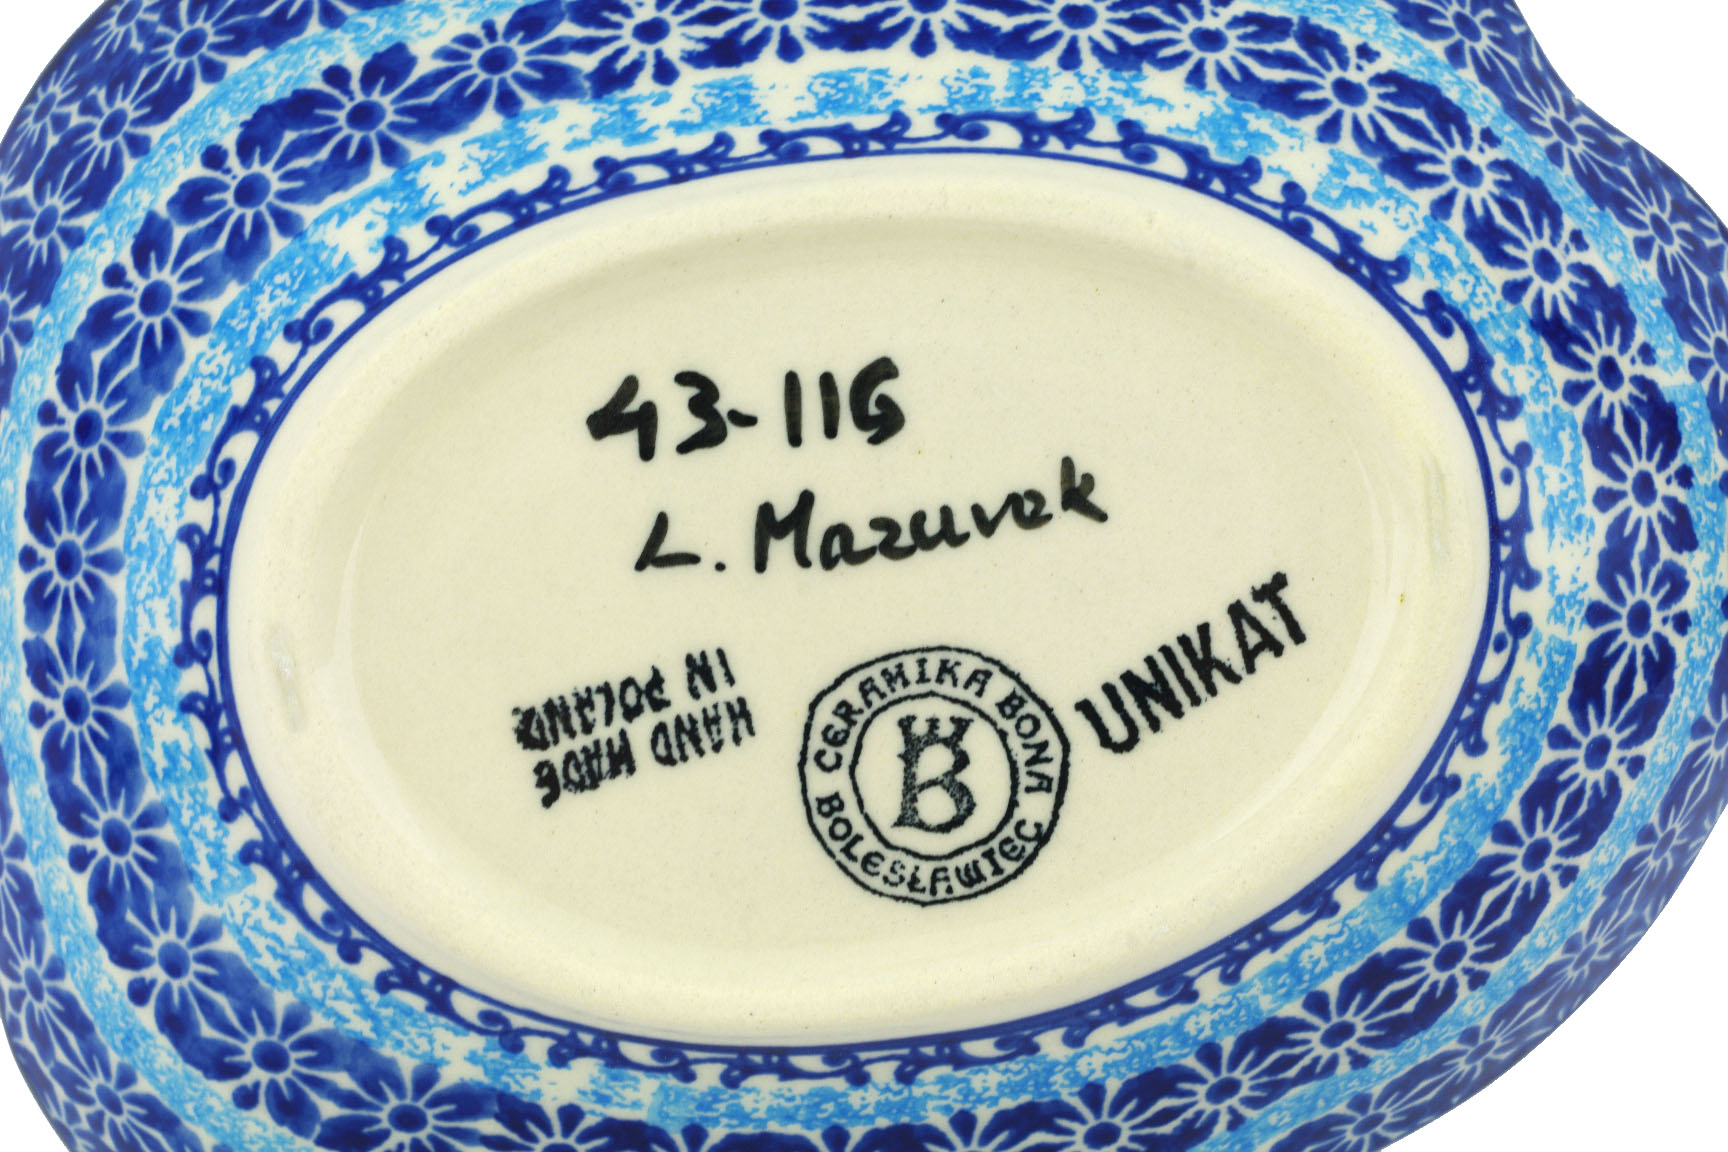 43-116
L. Mazurek
HAND MADE
IN POLAND
CERAMIKA BONA
BOLESŁAWIEC
B
UNIKAT